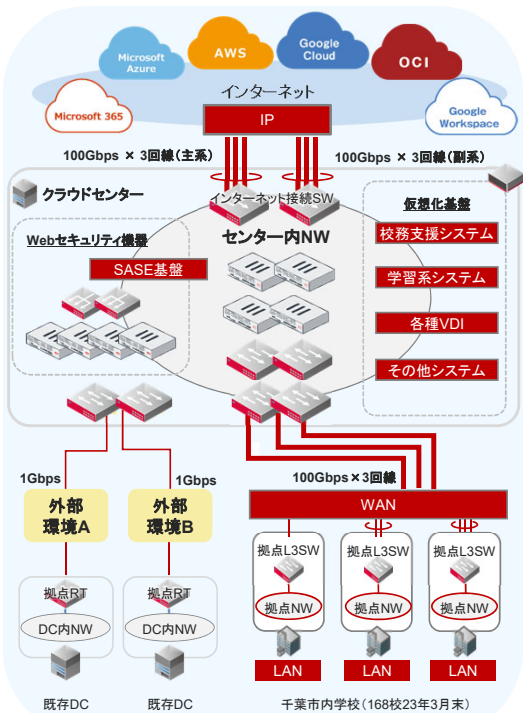 Microsoft
Azure
AWS
Google
Cloud
OCI
Microsoft 365
インターネット
Google
Workspace
IP
100Gbps × 3回線(主系)
100Gbps × 3回線(副系)
クラウドセンター
インターネット接続SW
仮想化基盤
Webセキュリティ機器
センター内NW
校務支援システム
SASE基盤
学習系システム
各種VDI
その他システム
1Gbps
1Gbps
100Gbps×3回線
外部
環境A
外部
環境B
WAN
拠点L3SW
拠点L3SW
拠点L3SW
拠点RT
拠点RT
拠点NW
拠点NW
拠点NW
DC内NW
DC内NW
LAN
LAN
LAN
既存DC
既存DC
千葉市内学校(168校23年3月末)